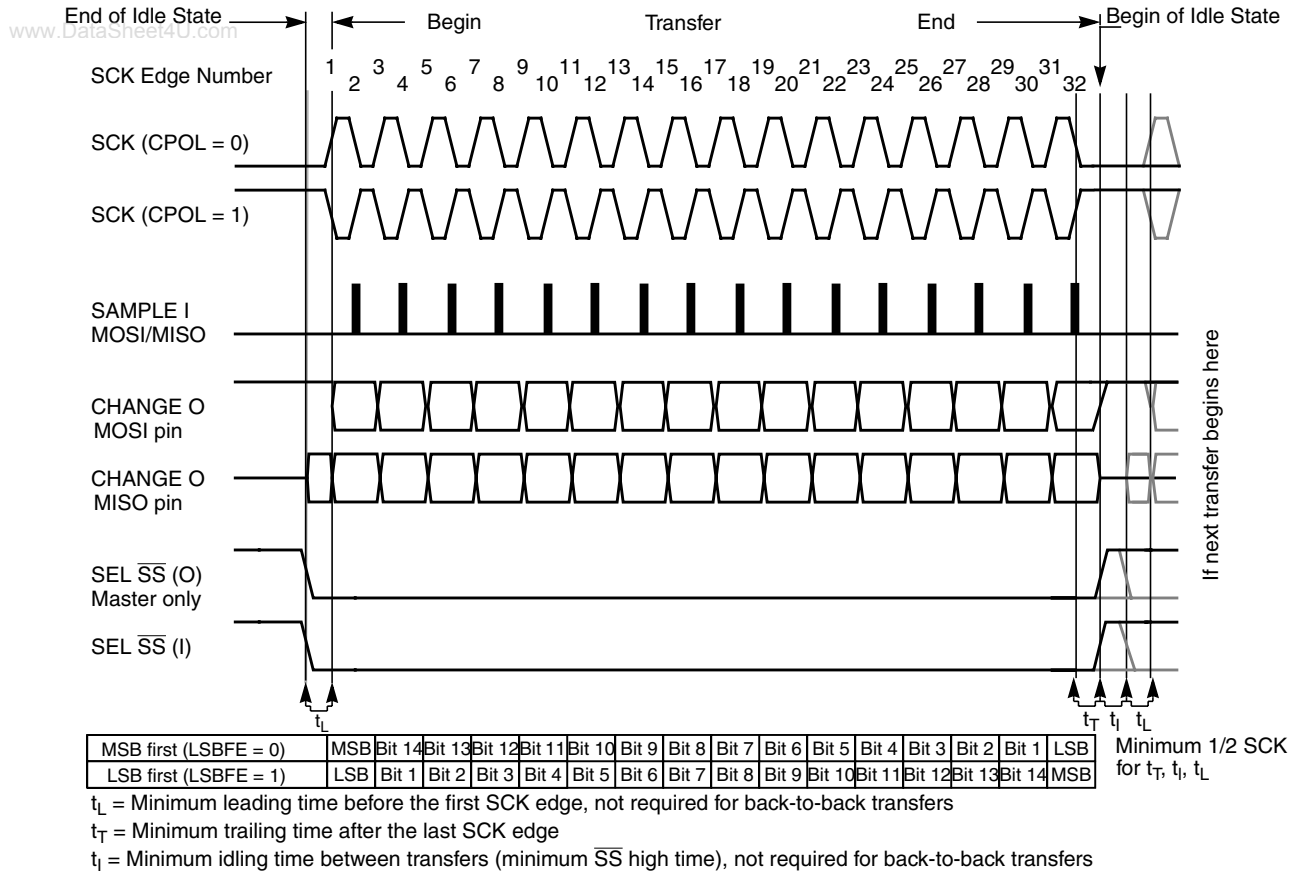 End of Idle State
www.DataSheet4U.com
Begin
Transfer
End
Begin of Idle State
SCK Edge Number
1 2 3 4 5 6 7 8 9 10 11 12 13 14 15 16 17 18 19 20 21 22 23 24 25 26 27 28 29 30 31 32
SCK (CPOL = 0)
SCK (CPOL = 1)
SAMPLE I
MOSI/MISO
CHANGE O
MOSI pin
CHANGE O
MISO pin
SEL SS (O)
Master only
SEL SS (I)
If next transfer begins here
tL
tT tI tL
MSB first (LSBFE = 0) MSB Bit 14 Bit 13 Bit 12 Bit 11 Bit 10 Bit 9 Bit 8 Bit 7 Bit 6 Bit 5 Bit 4 Bit 3 Bit 2 Bit 1 LSB
LSB first (LSBFE = 1) LSB Bit 1 Bit 2 Bit 3 Bit 4 Bit 5 Bit 6 Bit 7 Bit 8 Bit 9 Bit 10 Bit 11 Bit 12 Bit 13 Bit 14 MSB
Minimum 1/2 SCK
for tT, tI, tL
tL = Minimum leading time before the first SCK edge, not required for back-to-back transfers
tT = Minimum trailing time after the last SCK edge
tI = Minimum idling time between transfers (minimum SS high time), not required for back-to-back transfers